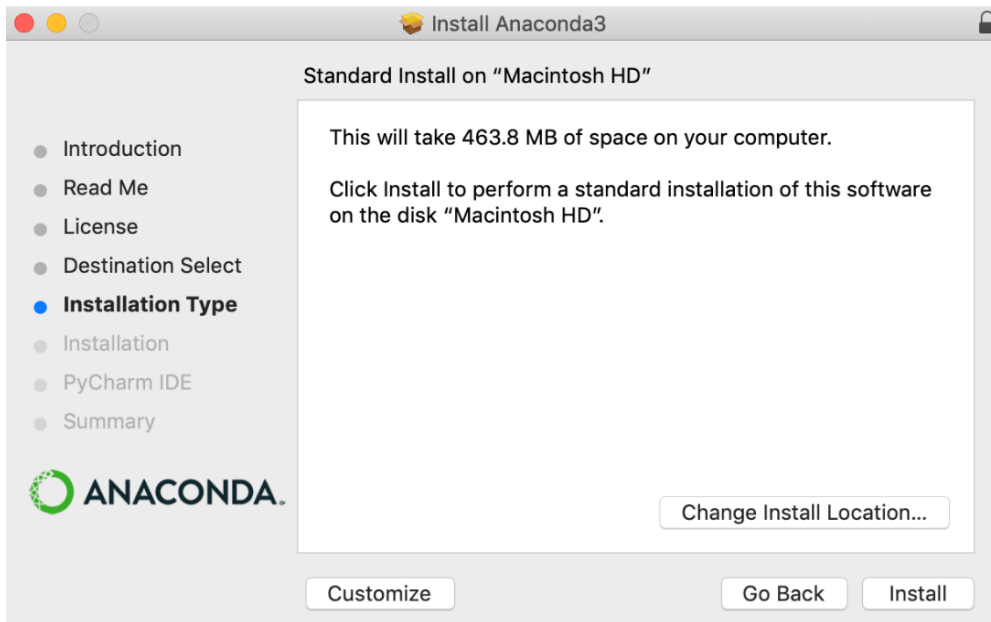 Install Anaconda3
Standard Install on “Macintosh HD”
Introduction
Read Me
License
Destination Select
Installation Type
Installation
PyCharm IDE
Summary
ANACONDA.
This will take 463.8 MB of space on your computer.
Click Install to perform a standard installation of this software
on the disk “Macintosh HD”.
Change Install Location...
Customize
Go Back
Install